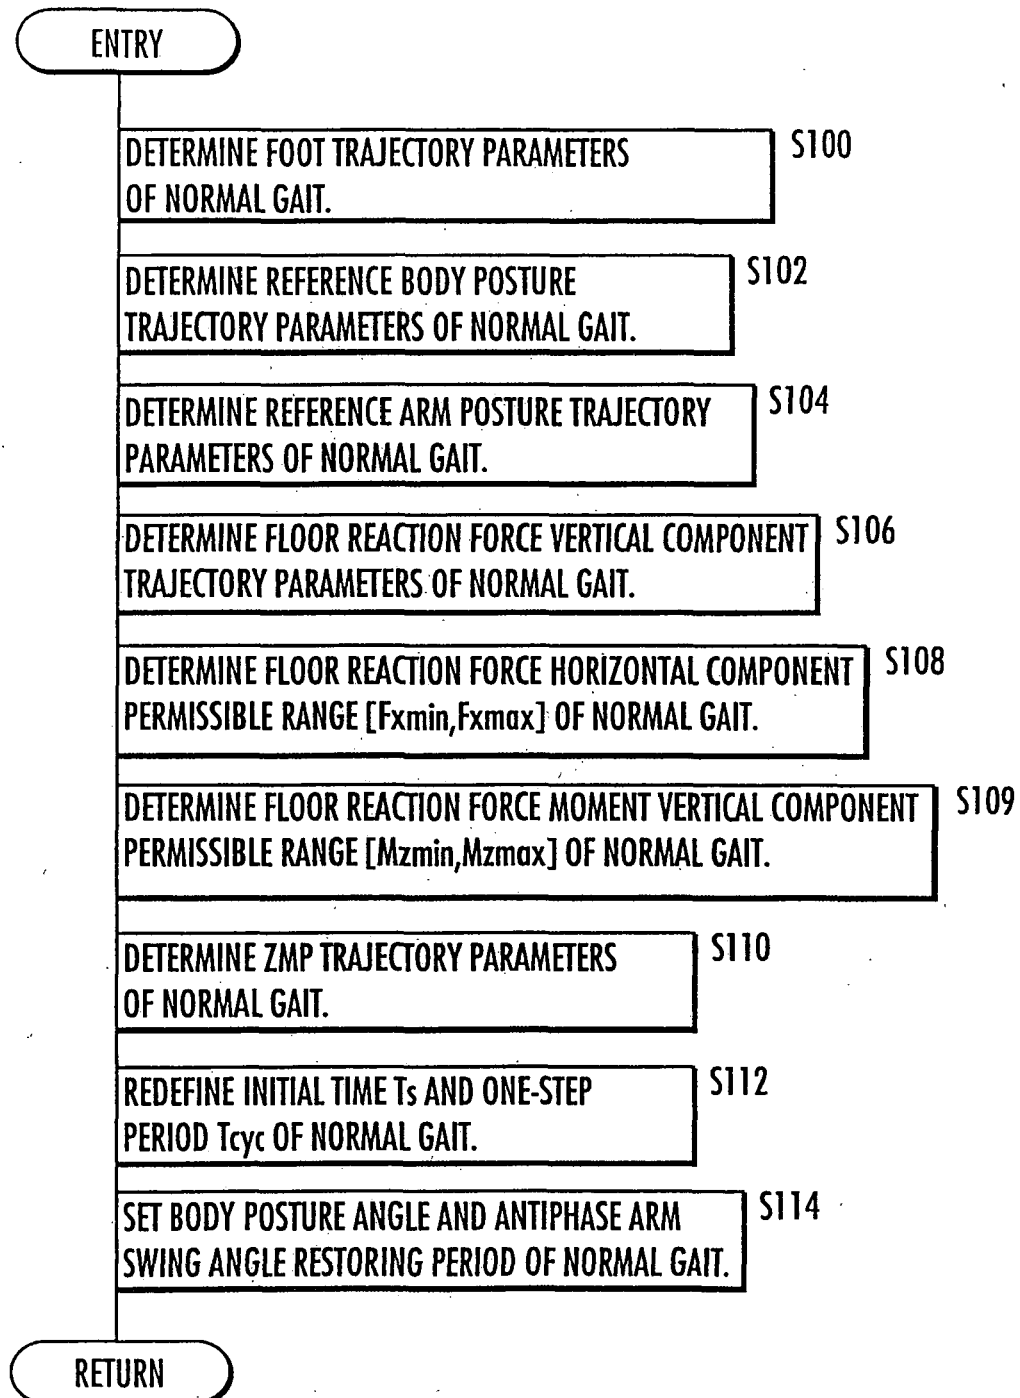 ENTRY
DETERMINE FOOT TRAJECTORY PARAMETERS
OF NORMAL GAIT.
S100
DETERMINE REFERENCE BODY POSTURE
TRAJECTORY PARAMETERS OF NORMAL GAIT.
S102
DETERMINE REFERENCE ARM POSTURE TRAJECTORY
PARAMETERS OF NORMAL GAIT.
S104
DETERMINE FLOOR REACTION FORCE VERTICAL COMPONENT
TRAJECTORY PARAMETERS OF NORMAL GAIT.
S106
DETERMINE FLOOR REACTION FORCE HORIZONTAL COMPONENT
PERMISSIBLE RANGE [Fxmin,Fxmax] OF NORMAL GAIT.
S108
DETERMINE FLOOR REACTION FORCE MOMENT VERTICAL COMPONENT
PERMISSIBLE RANGE [Mzmin,Mzmax] OF NORMAL GAIT.
S109
DETERMINE ZMP TRAJECTORY PARAMETERS
OF NORMAL GAIT.
S110
REDEFINE INITIAL TIME Ts AND ONE-STEP
PERIOD Tcyc OF NORMAL GAIT.
S112
SET BODY POSTURE ANGLE AND ANTIPHASE ARM
SWING ANGLE RESTORING PERIOD OF NORMAL GAIT.
S114
RETURN